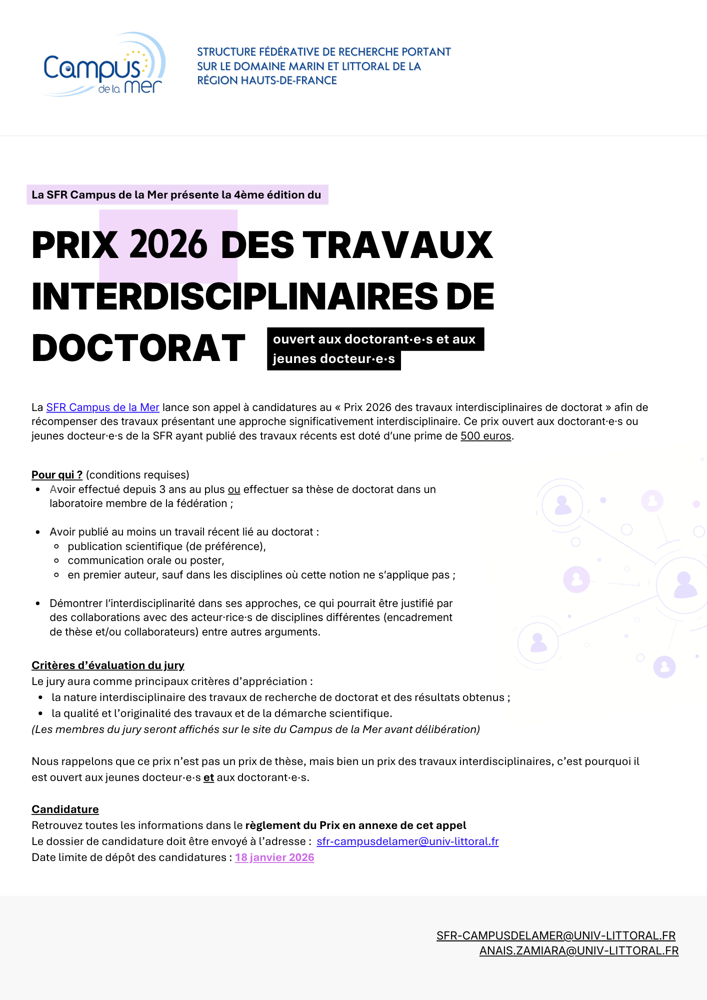 Campus
de la mer
STRUCTURE FÉDÉRATIVE DE RECHERCHE PORTANT
SUR LE DOMAINE MARIN ET LITTORAL DE LA
RÉGION HAUTS-DE-FRANCE
La SFR Campus de la Mer présente la 4ème édition du
PRIX 2026 DES TRAVAUX
INTERDISCIPLINAIRES DE
DOCTORAT
ouvert aux doctorant·e·s et aux
jeunes docteur·e·s
La SFR Campus de la Mer lance son appel à candidatures au « Prix 2026 des travaux interdisciplinaires de doctorat » afin de
récompenser des travaux présentant une approche significativement interdisciplinaire. Ce prix ouvert aux doctorant·e·s ou
jeunes docteur·e·s de la SFR ayant publié des travaux récents est doté d’une prime de 500 euros.
Pour qui ? (conditions requises)
• Avoir effectué depuis 3 ans au plus ou effectuer sa thèse de doctorat dans un
laboratoire membre de la fédération ;
• Avoir publié au moins un travail récent lié au doctorat :
◦ publication scientifique (de préférence),
◦ communication orale ou poster,
◦ en premier auteur, sauf dans les disciplines où cette notion ne s’applique pas ;
• Démontrer l’interdisciplinarité dans ses approches, ce qui pourrait être justifié par
des collaborations avec des acteur·rice·s de disciplines différentes (encadrement
de thèse et/ou collaborateurs) entre autres arguments.
Critères d’évaluation du jury
Le jury aura comme principaux critères d’appréciation :
• la nature interdisciplinaire des travaux de recherche de doctorat et des résultats obtenus ;
• la qualité et l’originalité des travaux et de la démarche scientifique.
(Les membres du jury seront affichés sur le site du Campus de la Mer avant délibération)
Nous rappelons que ce prix n’est pas un prix de thèse, mais bien un prix des travaux interdisciplinaires, c’est pourquoi il
est ouvert aux jeunes docteur·e·s et aux doctorant·e·s.
Candidature
Retrouvez toutes les informations dans le règlement du Prix en annexe de cet appel
Le dossier de candidature doit être envoyé à l’adresse : sfr-campusdelamer@univ-littoral.fr
Date limite de dépôt des candidatures : 18 janvier 2026
SFR-CAMPUSDELAMER@UNIV-LITTORAL.FR
ANAIS.ZAMIARA@UNIV-LITTORAL.FR